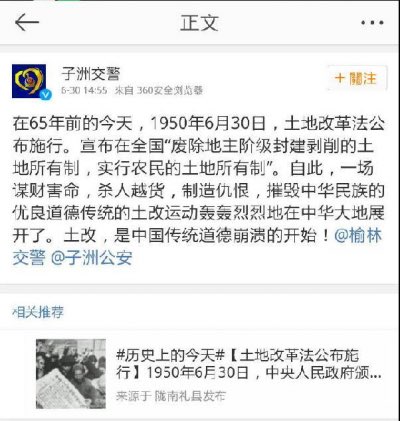 正文
子洲交警
6-30 14:55 来自 360安全浏览器
+關注
在65年前的今天，1950年6月30日，土地改革法公
布施行。宣布在全国“废除地主阶级封建剥削的土
地所有制，实行农民的土地所有制”。自此，一场
谋财害命，杀人越货，制造仇恨，摧毁中华民族的
优良道德传统的土改运动轰轰烈烈地在中华大地展
开了。土改，是中国传统道德崩溃的开始！@榆林
交警 @子洲公安
相关推荐
#历史上的今天#【土地改革法公布施
行】1950年6月30日，中央人民政府颁...
来源于 陇南礼县发布